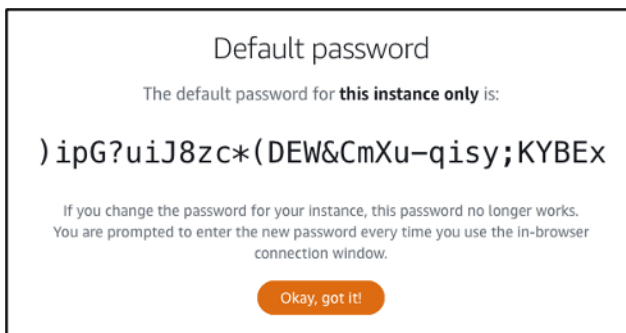 Default password
The default password for this instance only is:
)ipG?uiJ8zc*(DEW&CmXu-qisy;KYBEx
If you change the password for your instance, this password no longer works.
You are prompted to enter the new password every time you use the in-browser
connection window.
Okay, got it!